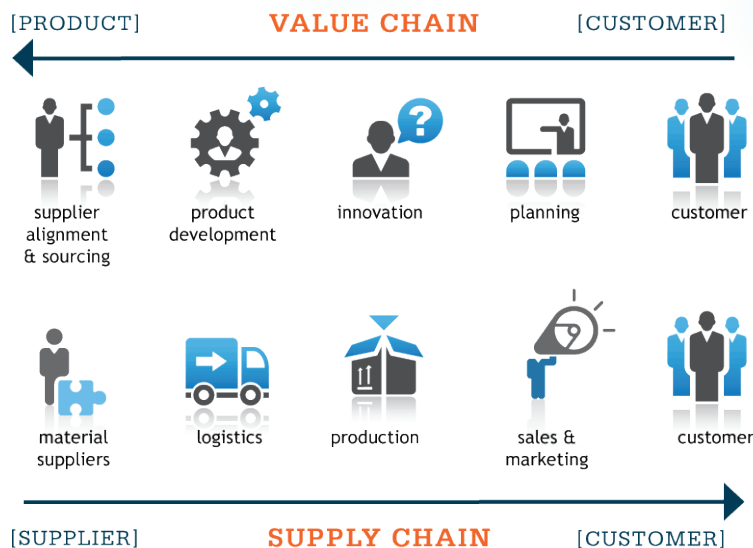 [PRODUCT] VALUE CHAIN [CUSTOMER]
?
supplier alignment & sourcing
product development
innovation
planning
customer
material suppliers
logistics
production
sales & marketing
customer
[SUPPLIER] SUPPLY CHAIN [CUSTOMER]